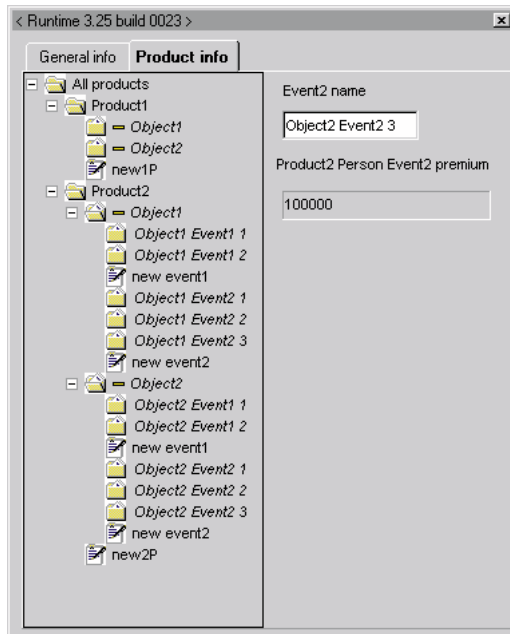 < Runtime 3.25 build 0023 >
General info
Product info
All products
Product1
Object1
Object2
new1P
Product2
Object1
Object1 Event1 1
Object1 Event1 2
new event1
Object1 Event2 1
Object1 Event2 2
Object1 Event2 3
new event2
Object2
Object2 Event1 1
Object2 Event1 2
new event1
Object2 Event2 1
Object2 Event2 2
Object2 Event2 3
new event2
new2P
Event2 name
Object2 Event2 3
Product2 Person Event2 premium
100000